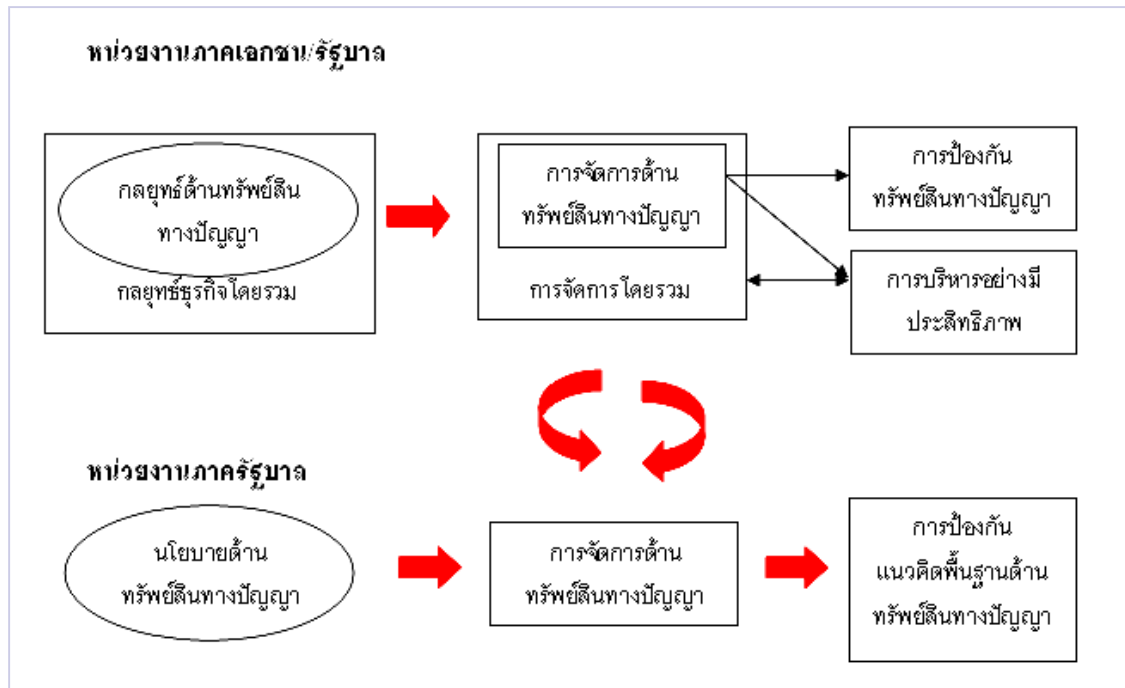 หน่วยงานภาคเอกชน/รัฐบาล
กลยุทธ์ด้านทรัพย์สิน
ทางปัญญา
กลยุทธ์ธุรกิจโดยรวม
การจัดการด้าน
ทรัพย์สินทางปัญญา
การจัดการโดยรวม
การป้องกัน
ทรัพย์สินทางปัญญา
การบริหารอย่างมี
ประสิทธิภาพ
หน่วยงานภาครัฐบาล
นโยบายด้าน
ทรัพย์สินทางปัญญา
การจัดการด้าน
ทรัพย์สินทางปัญญา
การป้องกัน
แนวคิดพื้นฐานด้าน
ทรัพย์สินทางปัญญา